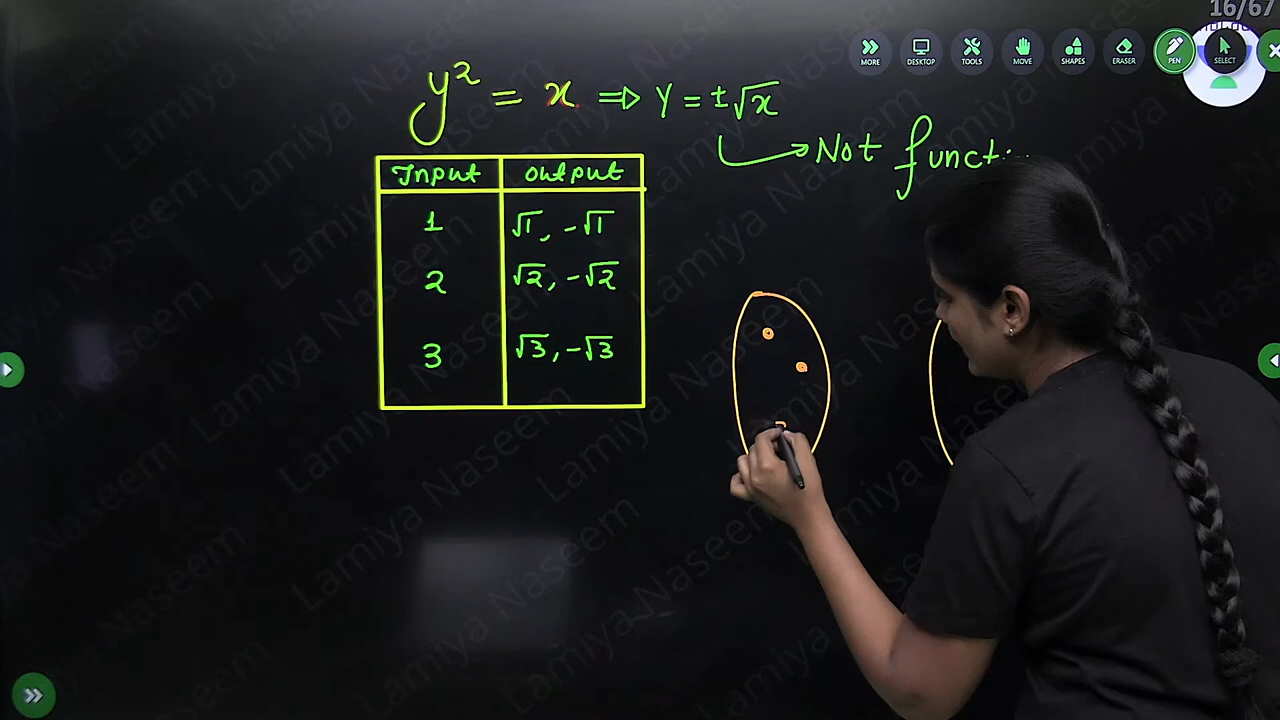 16/67
MORE DESKTOP TOOLS MOVE SHAPES ERASER PEN SELECT
y² = x ⇒ y = ±√x
Not
Input output
1 √1, -√1
2 √2, -√2
3 √3, -√3
Lamiya Naseem